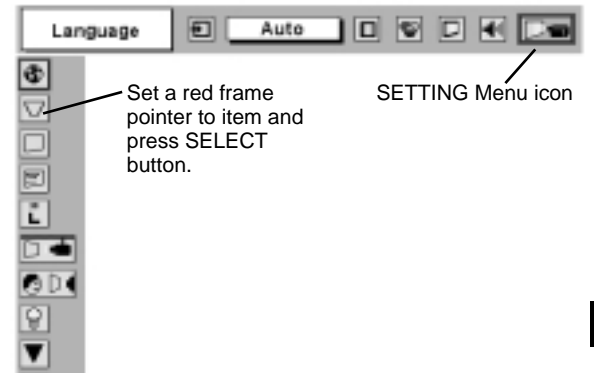 Language
Auto
Set a red frame
pointer to item and
press SELECT
button.
SETTING Menu icon